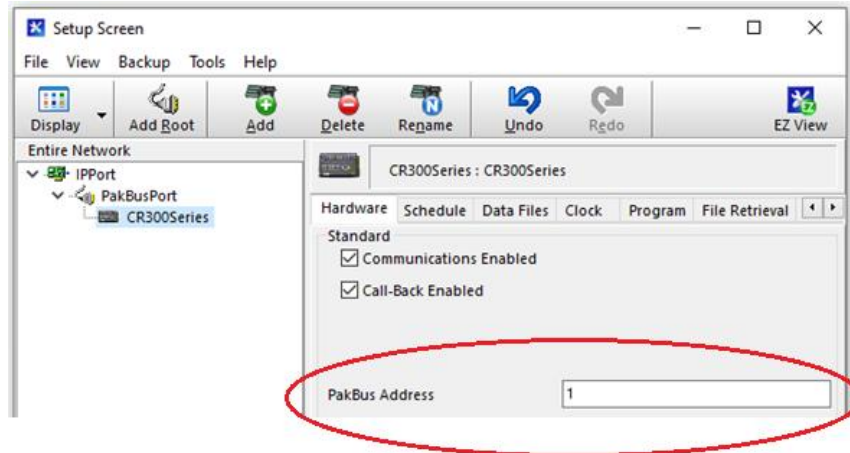 Setup Screen
File View Backup Tools Help
Display Add Root Add Delete Rename Undo Redo EZ View
Entire Network
IPPort
PakBusPort
CR300Series
CR300Series : CR300Series
Hardware Schedule Data Files Clock Program File Retrieval
Standard
Communications Enabled
Call-Back Enabled
PakBus Address 1